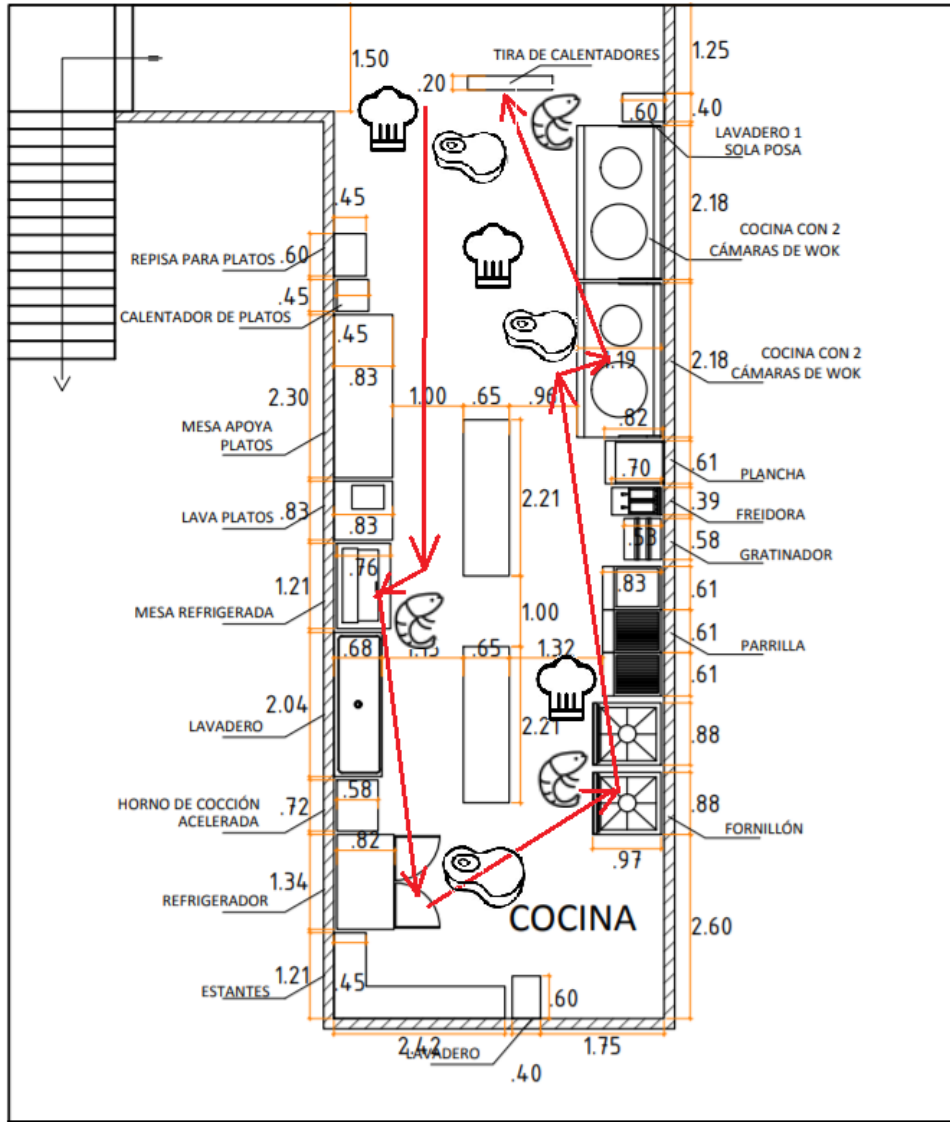 1.50
TIRA DE CALENTADORES
.20
1.25
.60
.40
LAVADERO 1
SOLA POSA
.45
2.18
COCINA CON 2
CÁMARAS DE WOK
.60
REPISA PARA PLATOS
.45
CALENTADOR DE PLATOS
.45
.83
2.30
1.00
.65
.96
.19
2.18
COCINA CON 2
CÁMARAS DE WOK
MESA APOYA
PLATOS
.82
.70
.61
PLANCHA
.83
LAVA PLATOS
.83
2.21
.39
FREIDORA
.53
.58
GRATINADOR
.76
1.21
MESA REFRIGERADA
.83
.61
1.00
.61
PARRILLA
.68
.65
1.32
.61
2.04
LAVADERO
2.21
.88
.58
.72
HORNO DE COCCIÓN
ACELERADA
.82
.88
FORNILLÓN
.97
1.34
REFRIGERADOR
COCINA
2.60
1.21
.45
ESTANTES
.60
2.42
LAVADERO
1.75
.40